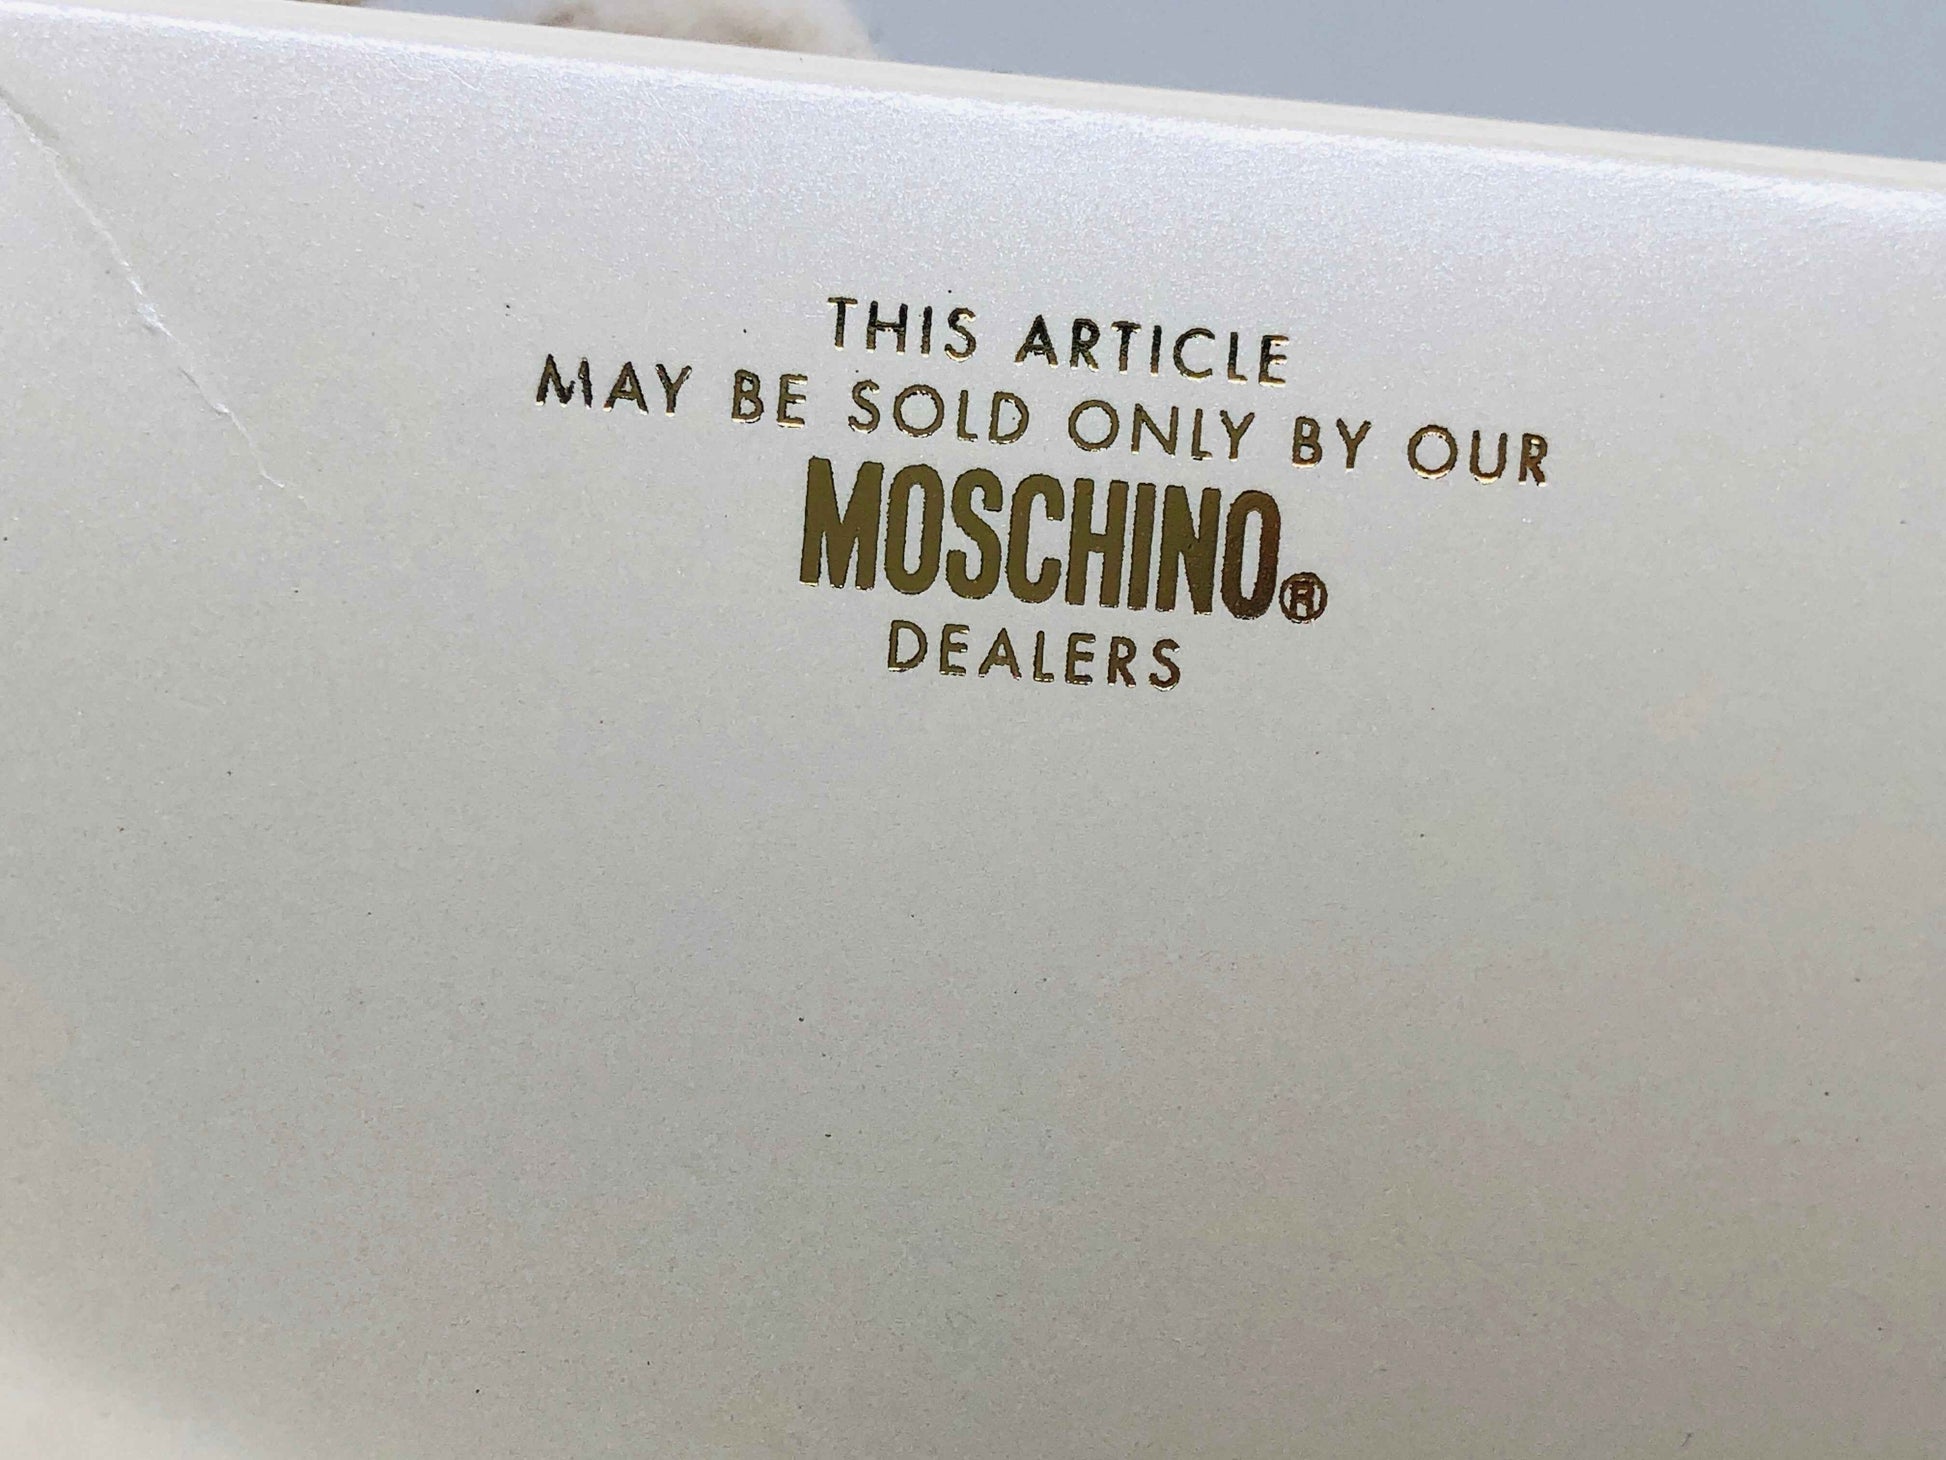 THIS ARTICLE
MAY BE SOLD ONLY BY OUR
MOSCHINO®
DEALERS